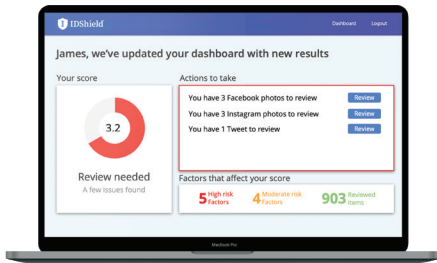 IDShield
Dashboard Logout
James, we've updated your dashboard with new results
Your score
Actions to take
3.2
Review needed
A few issues found
You have 3 Facebook photos to review Review
You have 3 Instagram photos to review Review
You have 1 Tweet to review Review
Factors that affect your score
5 High risk Factors
4 Moderate risk Factors
903 Reviewed Items
MacBook Pro